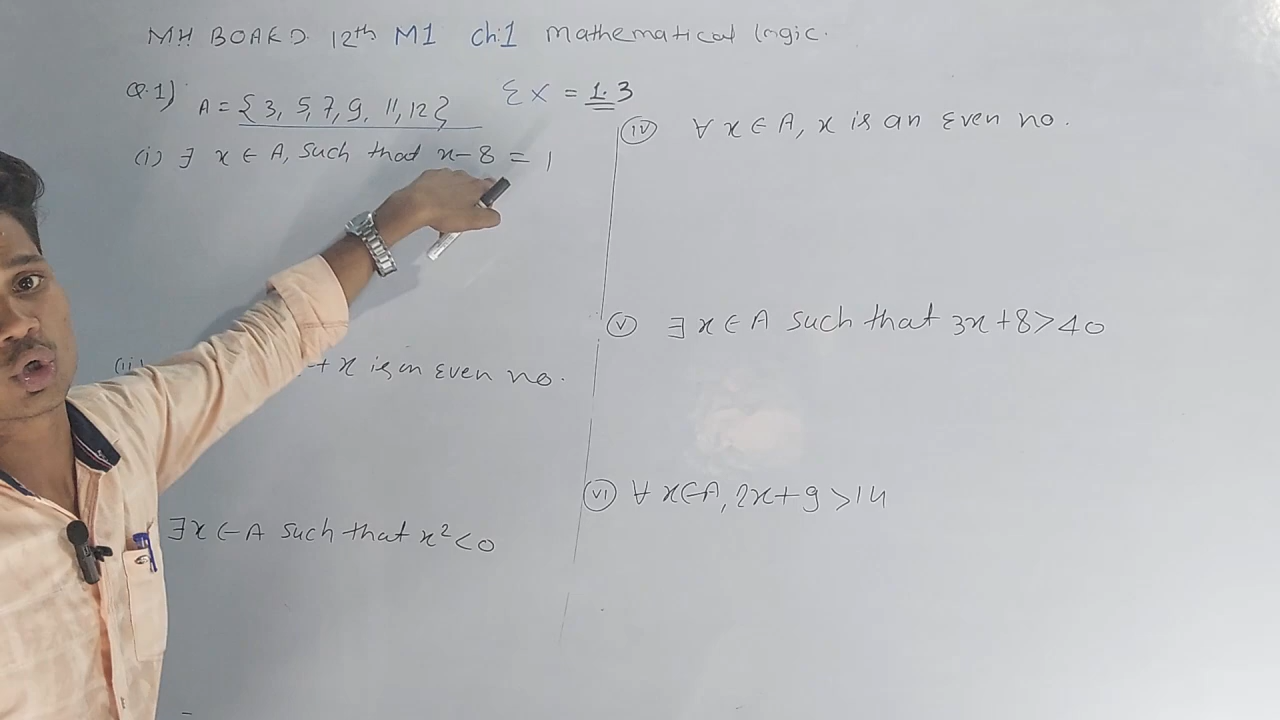 MH BOARD 12th M1 Ch:1 Mathematical Logic.
Q.1) A = {3, 5, 7, 9, 11, 12} Ex = 1.3
(i) ∃ x ∈ A, Such that x - 8 = 1
(ii) + x is an Even no.
∃ x ∈ A Such that x² < 0
(iv) ∀ x ∈ A, x is an Even no.
(v) ∃ x ∈ A Such that 3x + 8 > 40
(vi) ∀ x ∈ A, 2x + 9 > 14